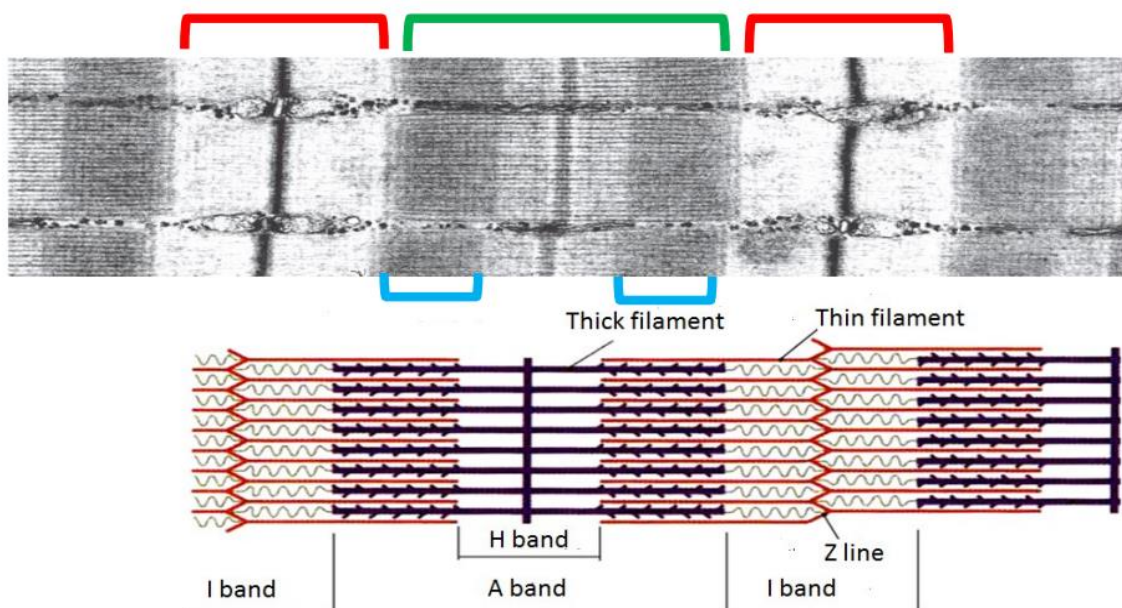 Thick filament
Thin filament
H band
Z line
I band
A band
I band